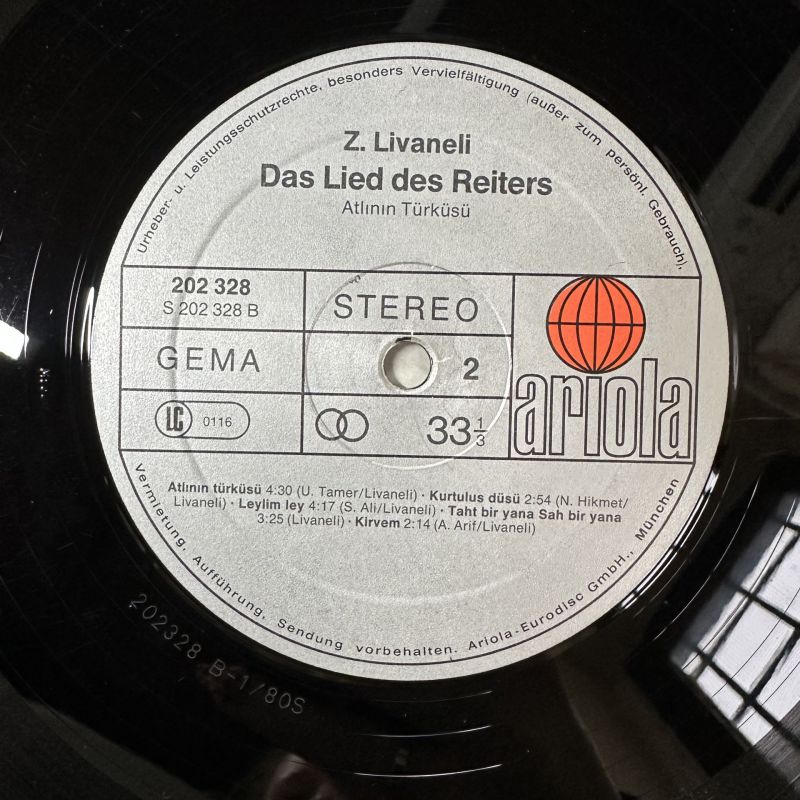 Urheber- u. Leistungsschutzrechte, besonders Vervielfältigung (außer zum persönl. Gebrauch),
Z. Livaneli
Das Lied des Reiters
Atlının Türküsü
202 328
S 202 328 B
STEREO
GEMA
2
LC 0116
33 1/3
ariola
Atlının türküsü 4:30 (U. Tamer/Livaneli) · Kurtulus düsü 2:54 (N. Hikmet/
Livaneli) · Leylim ley 4:17 (S. Ali/Livaneli) · Taht bir yana Sah bir yana
3:25 (Livaneli) · Kirvem 2:14 (A. Arif/Livaneli)
Vermietung, Aufführung, Sendung vorbehalten. Ariola-Eurodisc GmbH., München
202328 B-1/80S